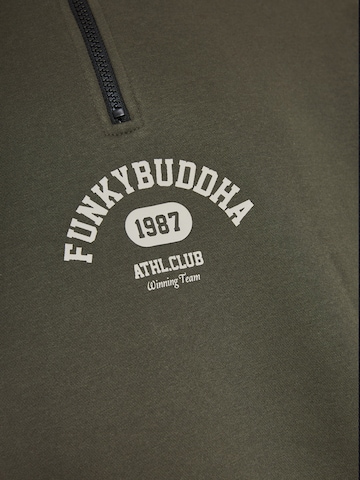 FUNKYBUDDHA
1987
ATHL.CLUB
Winning Team